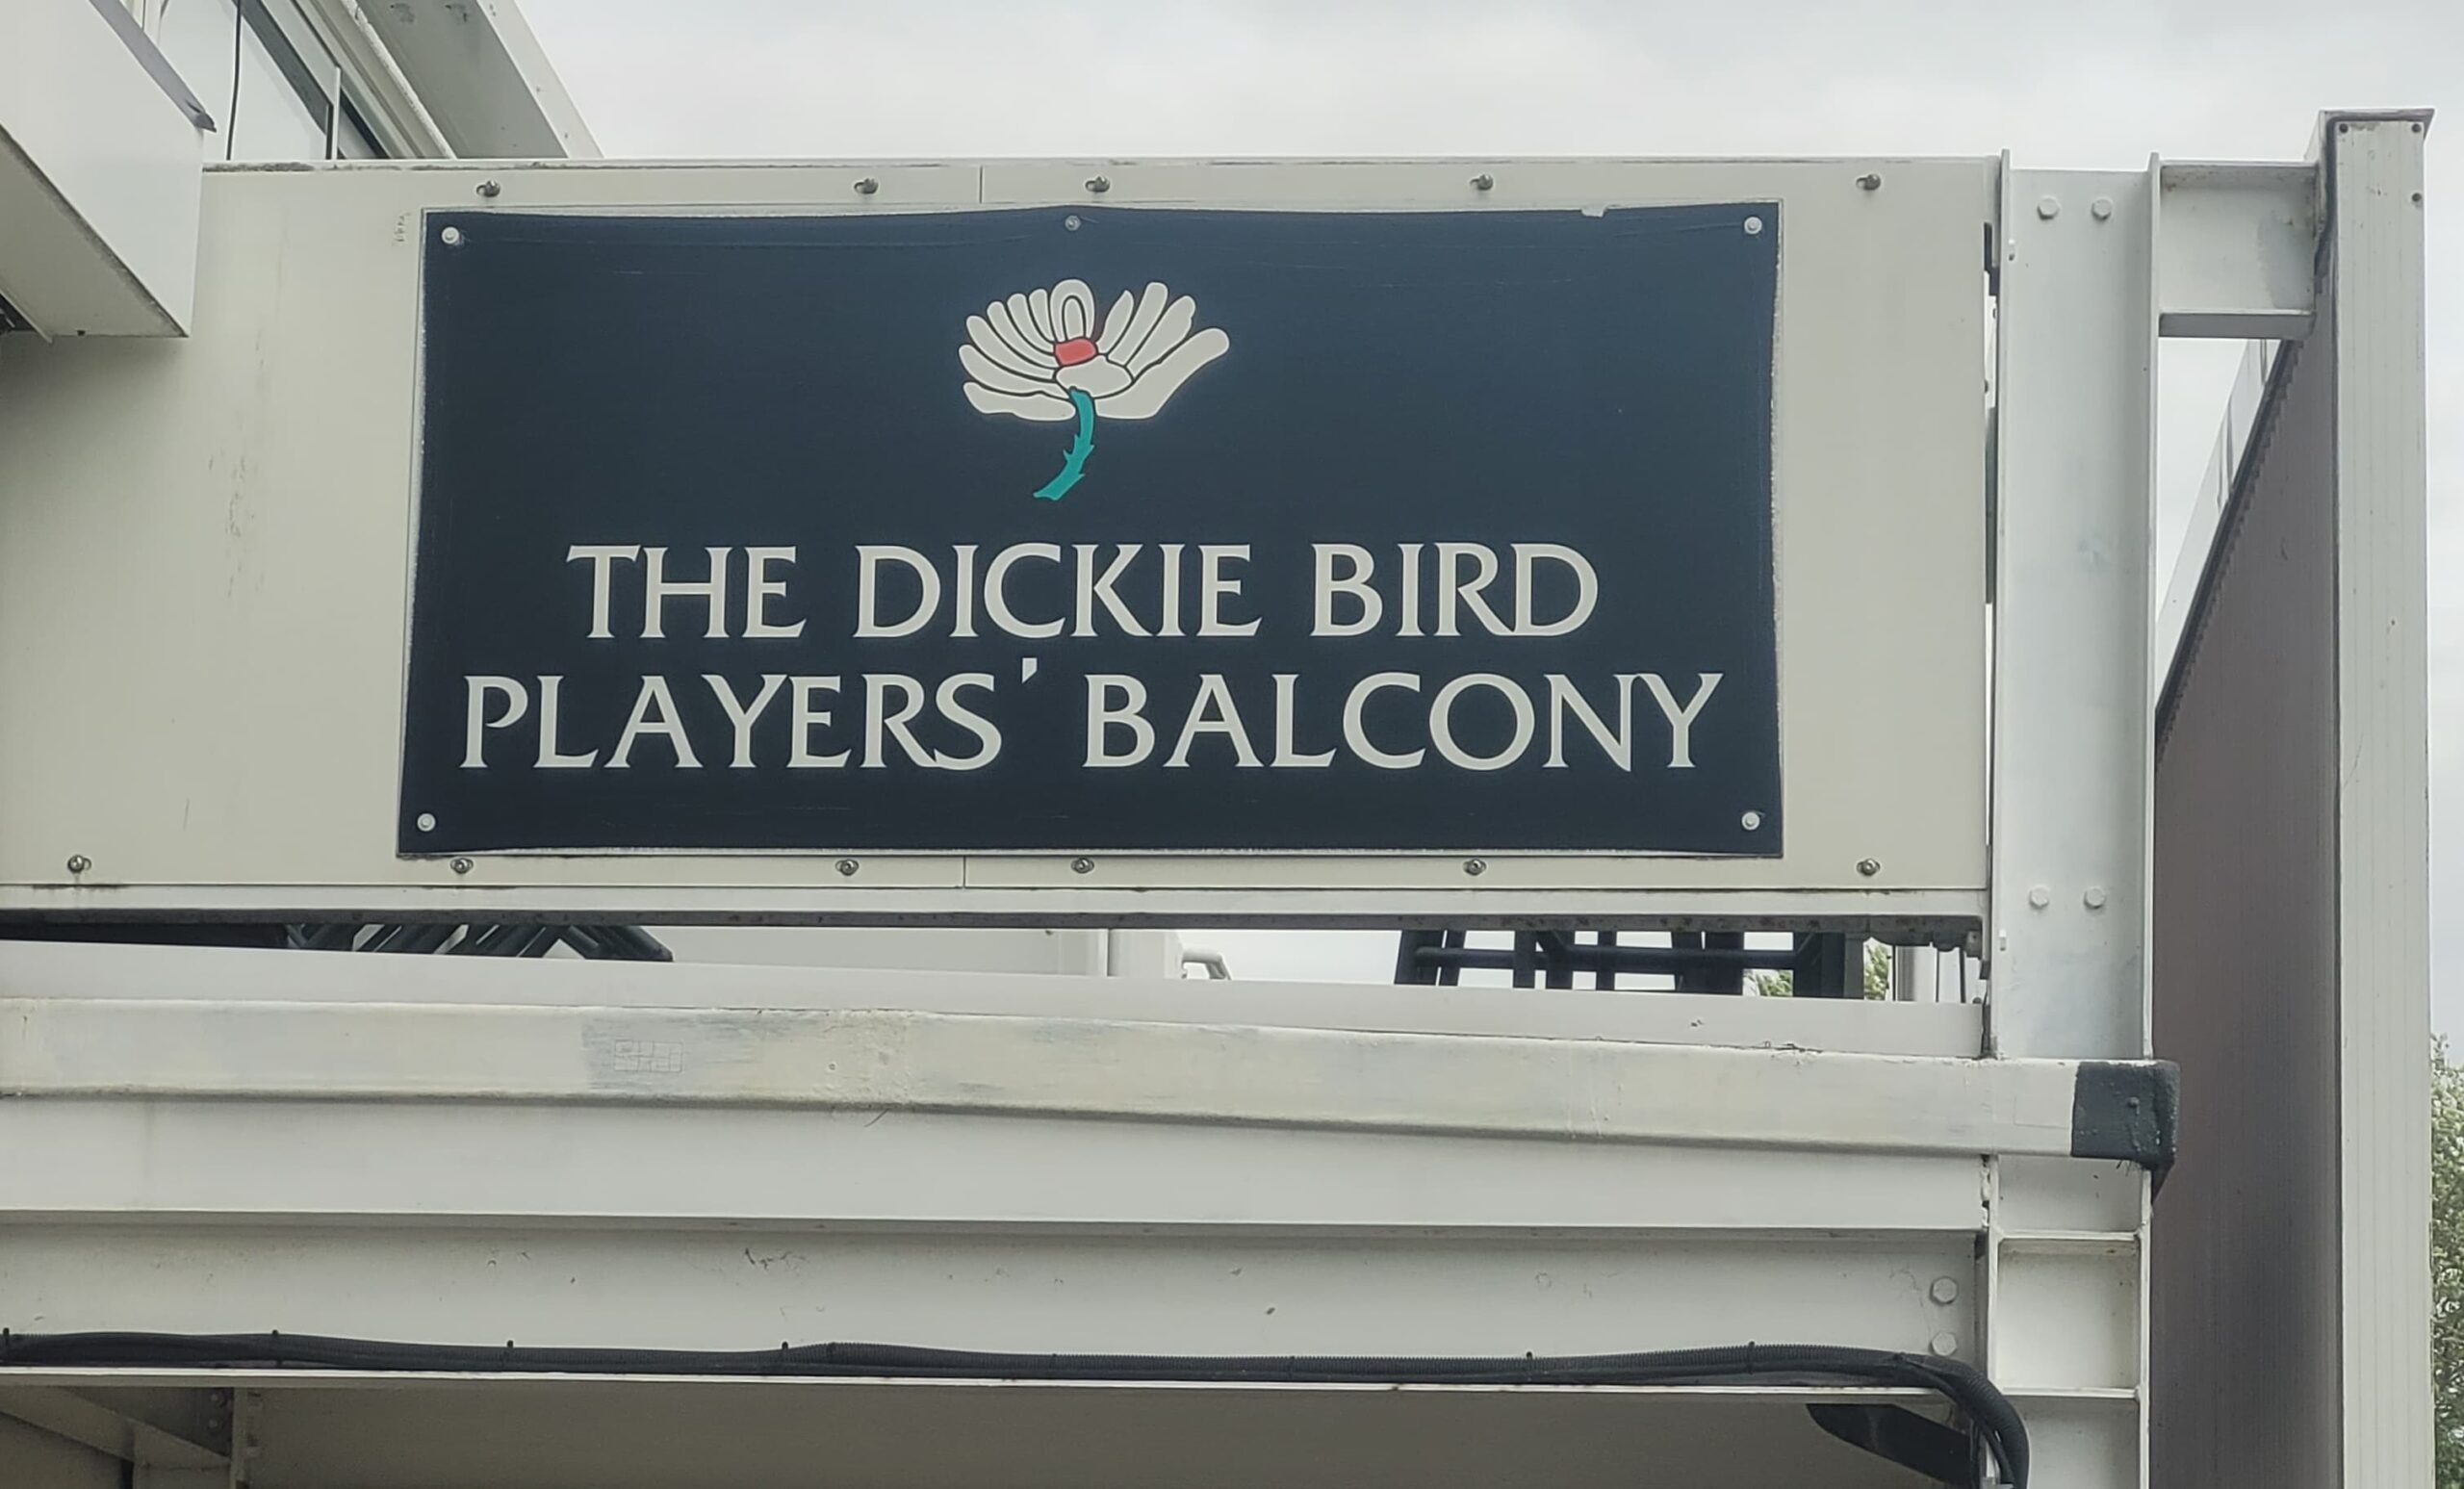 THE DICKIE BIRD
PLAYERS' BALCONY